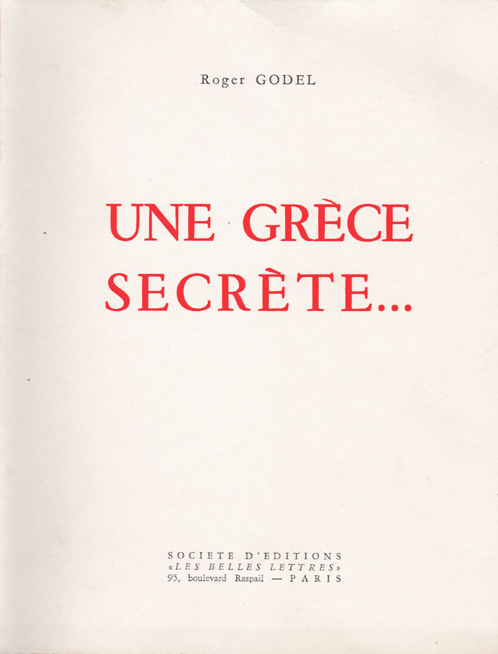 Roger GODEL
UNE GRÈCE
SECRÈTE...
SOCIETE D'EDITIONS
«LES BELLES LETTRES»
95, boulevard Raspail — PARIS